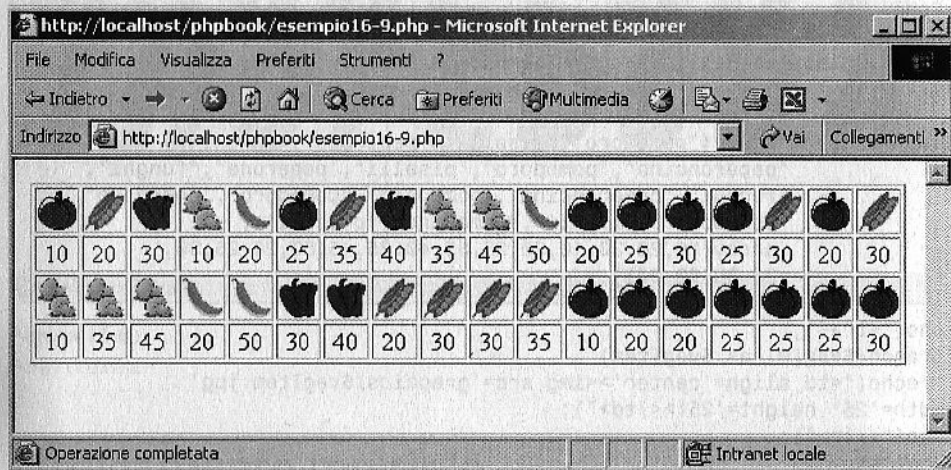 http://localhost/phpbook/esempio16-9.php - Microsoft Internet Explorer
File Modifica Visualizza Preferiti Strumenti ?
Indietro Cerca Preferiti Multimedia
Indirizzo http://localhost/phpbook/esempio16-9.php Vai Collegamenti »
10 20 30 10 20 25 35 40 35 45 50 20 25 30 25 30 20 30
10 35 45 20 50 30 40 20 30 30 35 10 20 20 25 25 25 30
Operazione completata Intranet locale